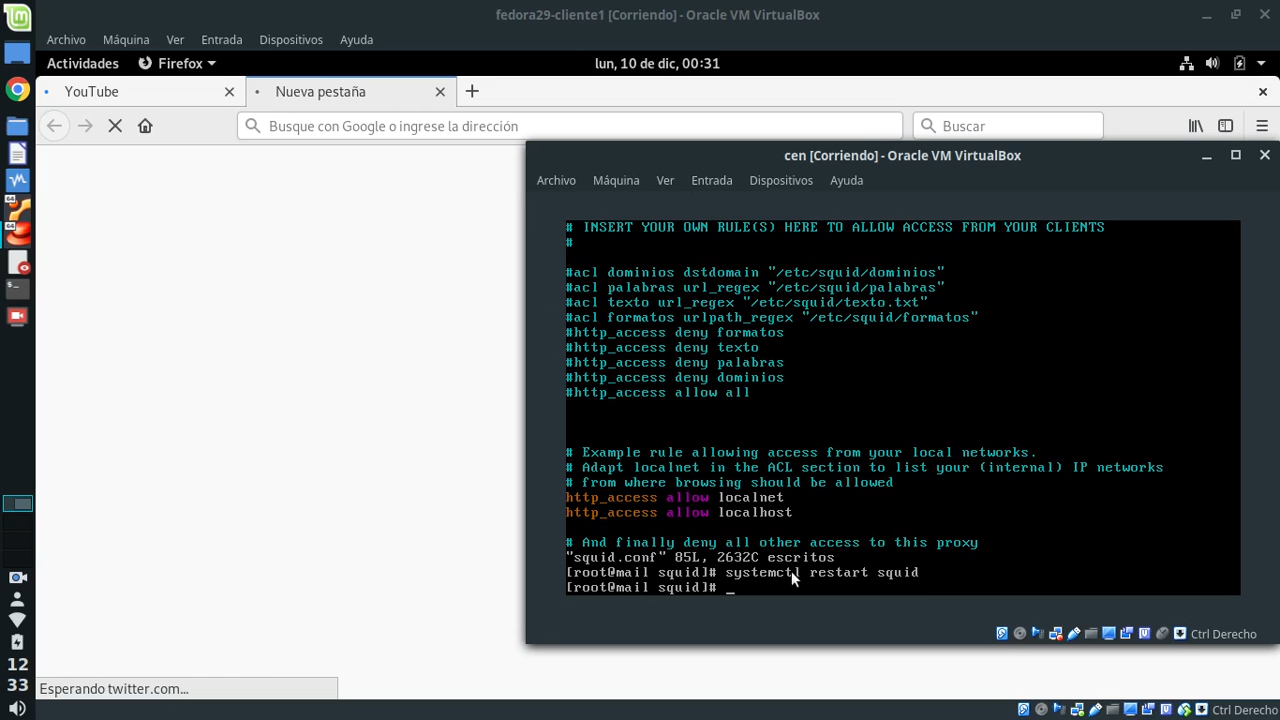 fedora29-cliente1 [Corriendo] - Oracle VM VirtualBox
Archivo Máquina Ver Entrada Dispositivos Ayuda
Actividades Firefox lun, 10 de dic, 00:31
YouTube Nueva pestaña
Busque con Google o ingrese la dirección Buscar
cen [Corriendo] - Oracle VM VirtualBox
Archivo Máquina Ver Entrada Dispositivos Ayuda
# INSERT YOUR OWN RULE(S) HERE TO ALLOW ACCESS FROM YOUR CLIENTS
#
#acl dominios dstdomain "/etc/squid/dominios"
#acl palabras url_regex "/etc/squid/palabras"
#acl texto url_regex "/etc/squid/texto.txt"
#acl formatos urlpath_regex "/etc/squid/formatos"
#http_access deny formatos
#http_access deny texto
#http_access deny palabras
#http_access deny dominios
#http_access allow all
# Example rule allowing access from your local networks.
# Adapt localnet in the ACL section to list your (internal) IP networks
# from where browsing should be allowed
http_access allow localnet
http_access allow localhost
# And finally deny all other access to this proxy
"squid.conf" 85L, 2632C escritos
[root@mail squid]# systemctl restart squid
[root@mail squid]# _
Ctrl Derecho
Esperando twitter.com...
Ctrl Derecho
64
64
12
33